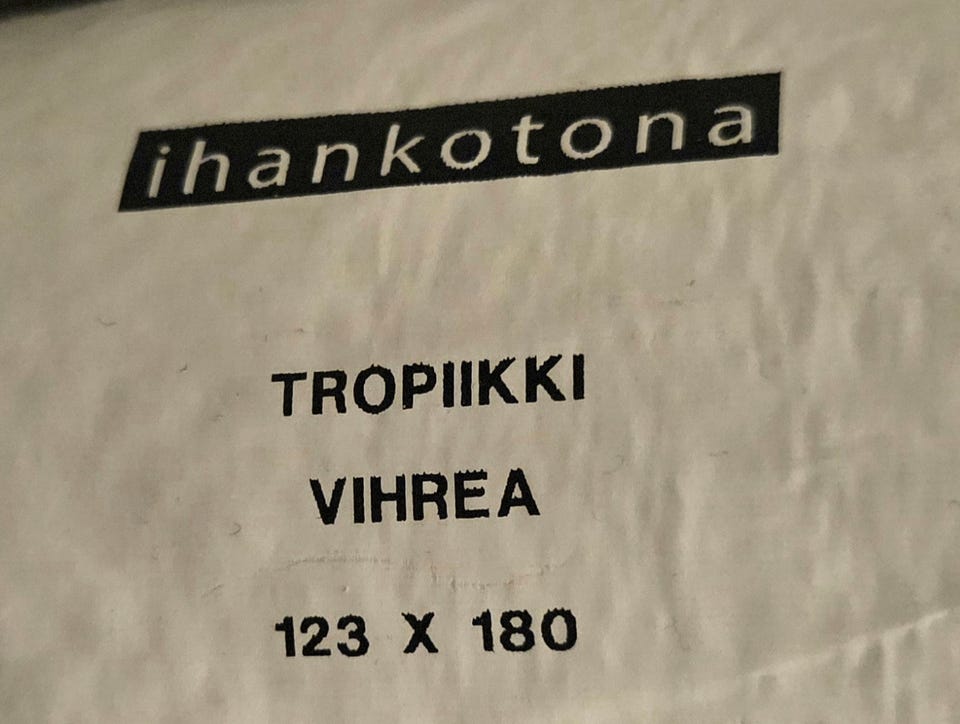 ihankotona
TROPIIKKI
VIHREA
123 X 180